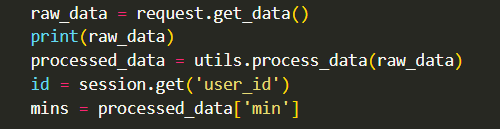 raw_data = request.get_data()
print(raw_data)
processed_data = utils.process_data(raw_data)
id = session.get('user_id')
mins = processed_data['min']